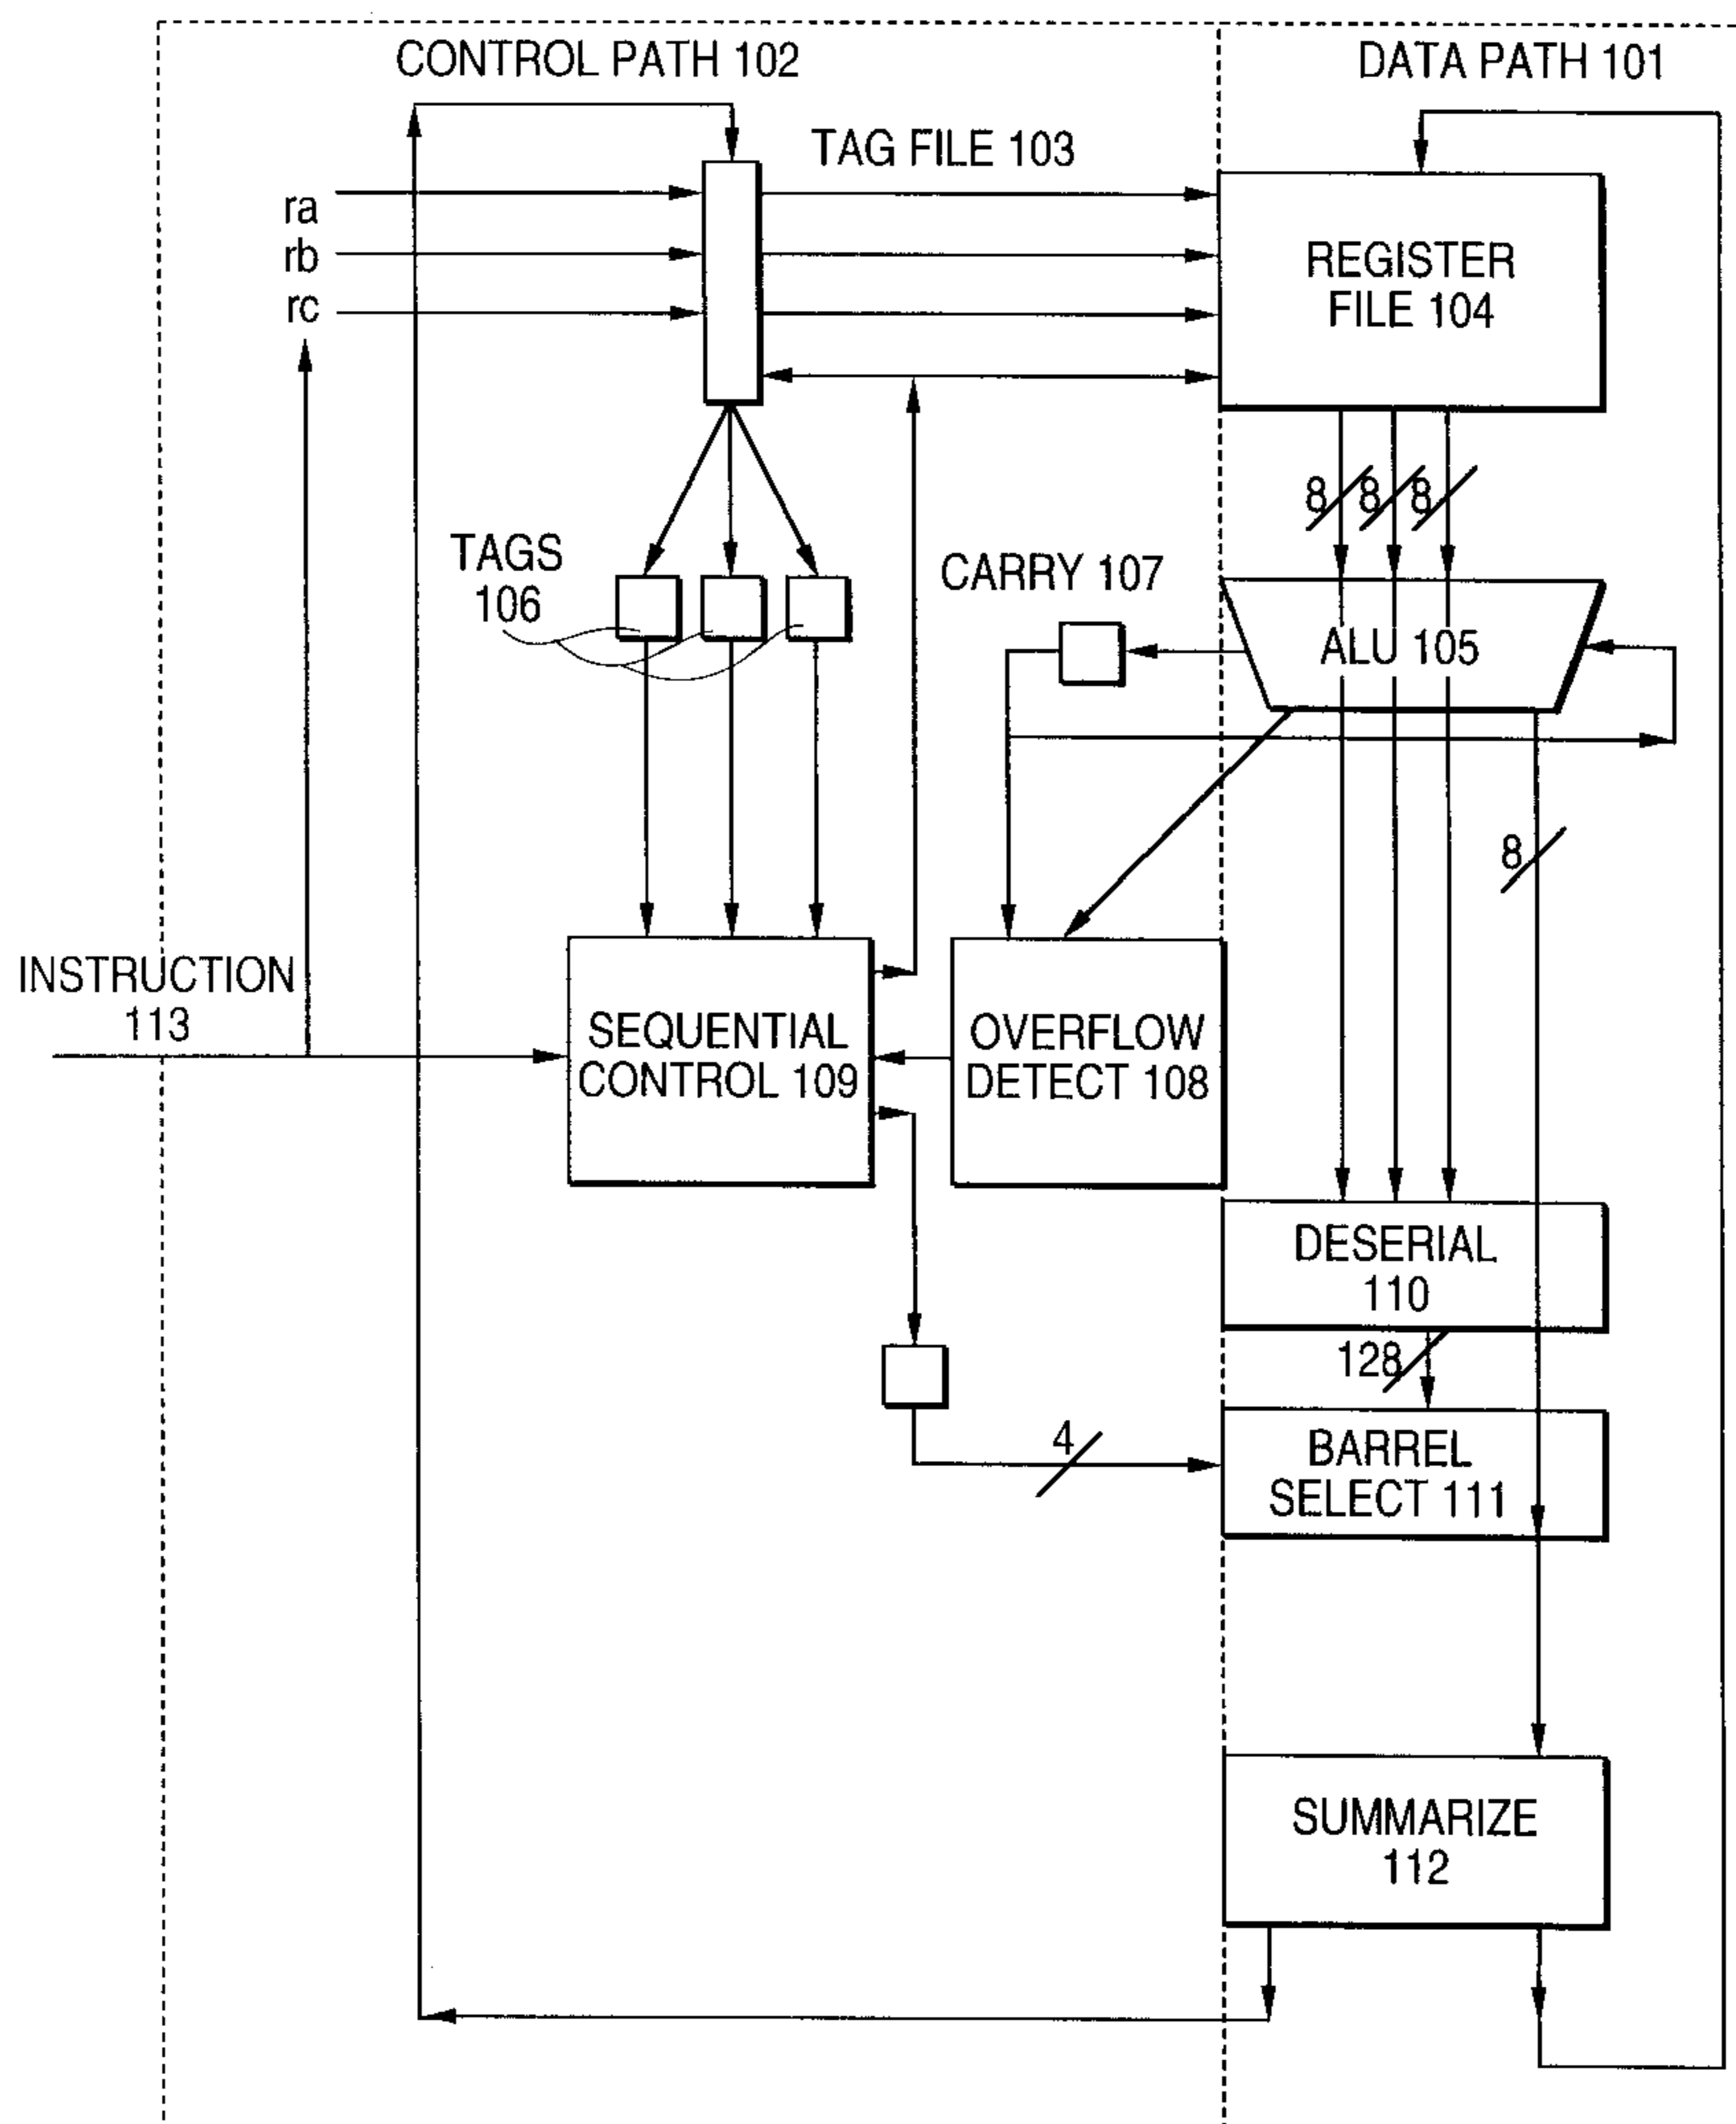 CONTROL PATH 102
DATA PATH 101
TAG FILE 103
ra
rb
rc
REGISTER
FILE 104
8
8
8
TAGS
106
CARRY 107
ALU 105
8
INSTRUCTION
113
SEQUENTIAL
CONTROL 109
OVERFLOW
DETECT 108
DESERIAL
110
128
4
BARREL
SELECT 111
SUMMARIZE
112